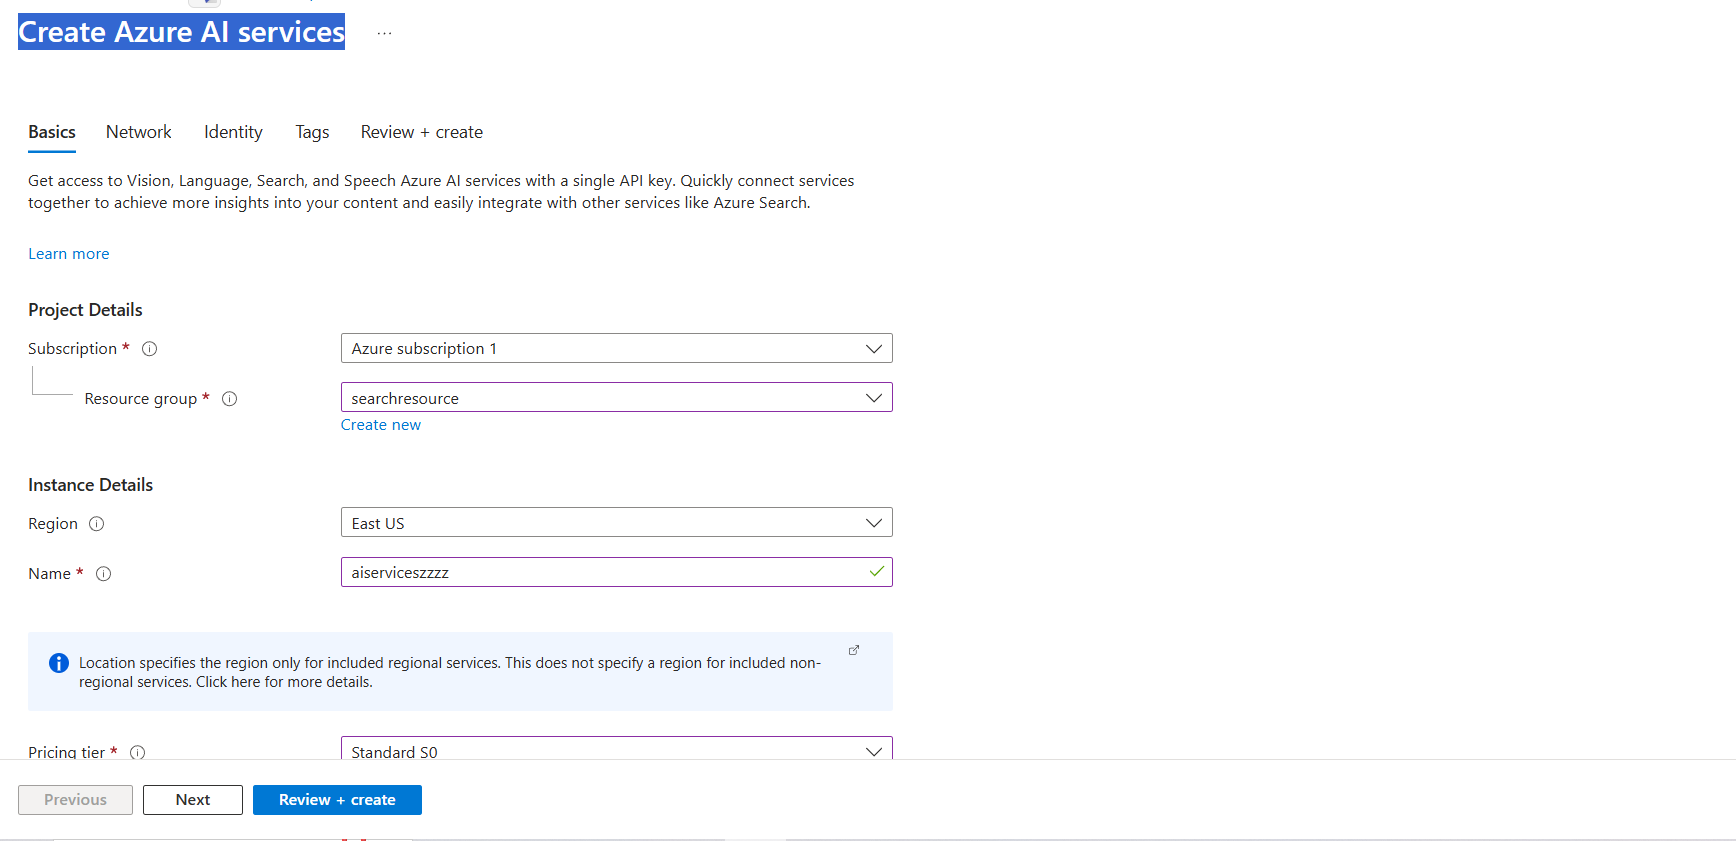 Create Azure AI services ...
Basics Network Identity Tags Review + create
Get access to Vision, Language, Search, and Speech Azure AI services with a single API key. Quickly connect services
together to achieve more insights into your content and easily integrate with other services like Azure Search.
Learn more
Project Details
Subscription * Azure subscription 1
Resource group * searchresource
Create new
Instance Details
Region East US
Name * aiserviceszzzz
Location specifies the region only for included regional services. This does not specify a region for included non-
regional services. Click here for more details.
Pricing tier * Standard S0
Previous Next Review + create